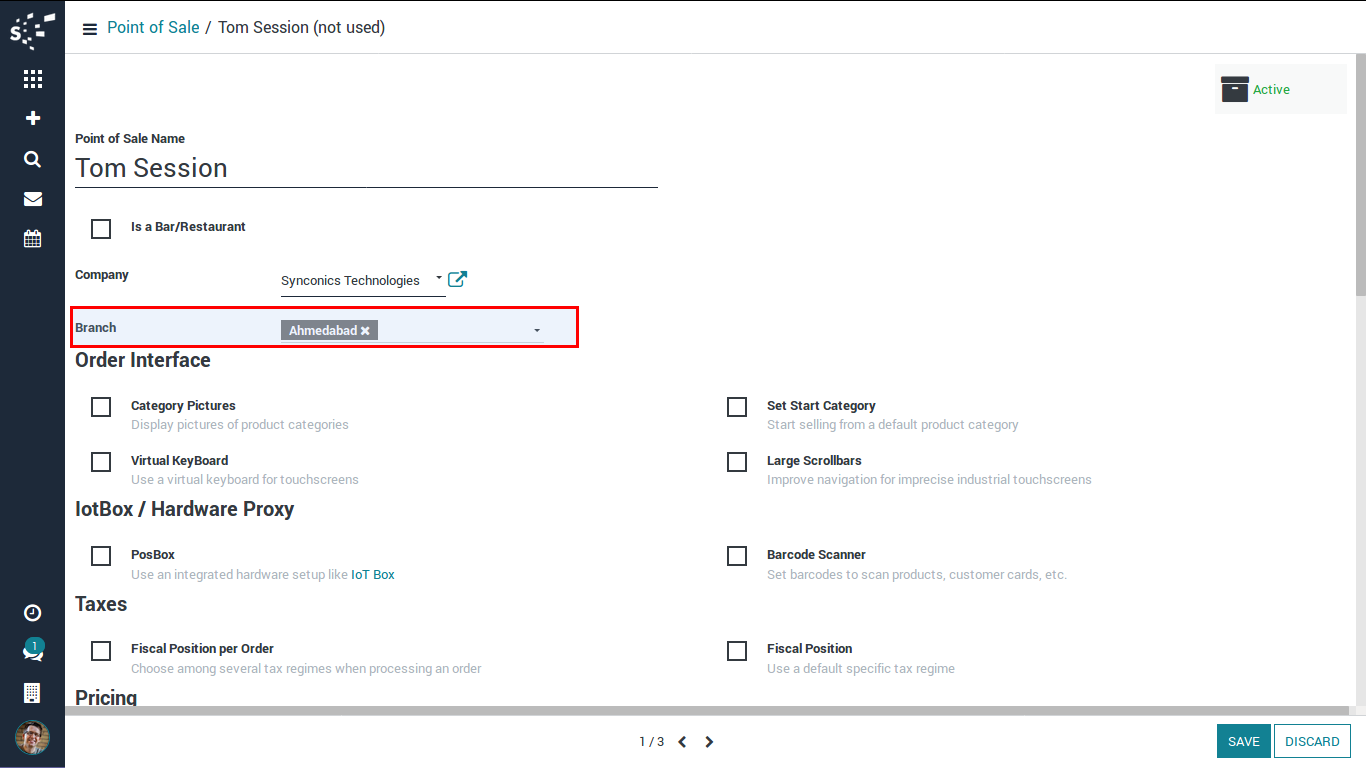 S
Point of Sale / Tom Session (not used)
Active
Point of Sale Name
Tom Session
Is a Bar/Restaurant
Company Synconics Technologies
Branch Ahmedabad ✖
Order Interface
Category Pictures
Display pictures of product categories
Set Start Category
Start selling from a default product category
Virtual KeyBoard
Use a virtual keyboard for touchscreens
Large Scrollbars
Improve navigation for imprecise industrial touchscreens
IotBox / Hardware Proxy
PosBox
Use an integrated hardware setup like IoT Box
Barcode Scanner
Set barcodes to scan products, customer cards, etc.
Taxes
Fiscal Position per Order
Choose among several tax regimes when processing an order
Fiscal Position
Use a default specific tax regime
Pricing
1
1 / 3
SAVE DISCARD